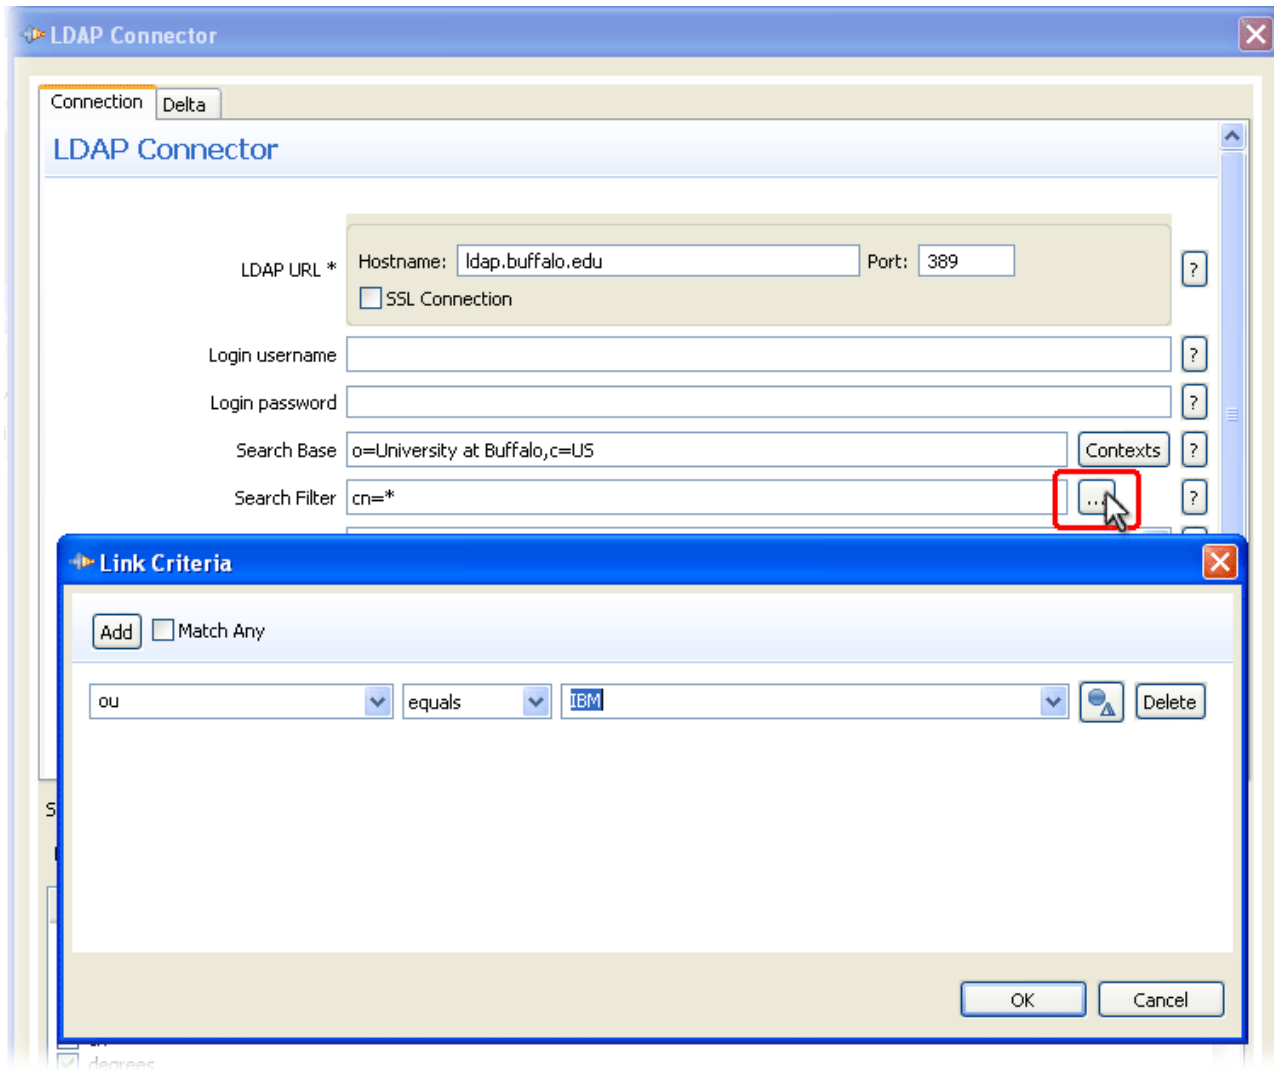 LDAP Connector
Connection Delta
LDAP Connector
LDAP URL * Hostname: ldap.buffalo.edu Port: 389 ?
SSL Connection
Login username ?
Login password ?
Search Base o=University at Buffalo,c=US Contexts ?
Search Filter cn=* ... ?
Link Criteria
Add Match Any
ou equals IBM Delete
OK Cancel
degrees